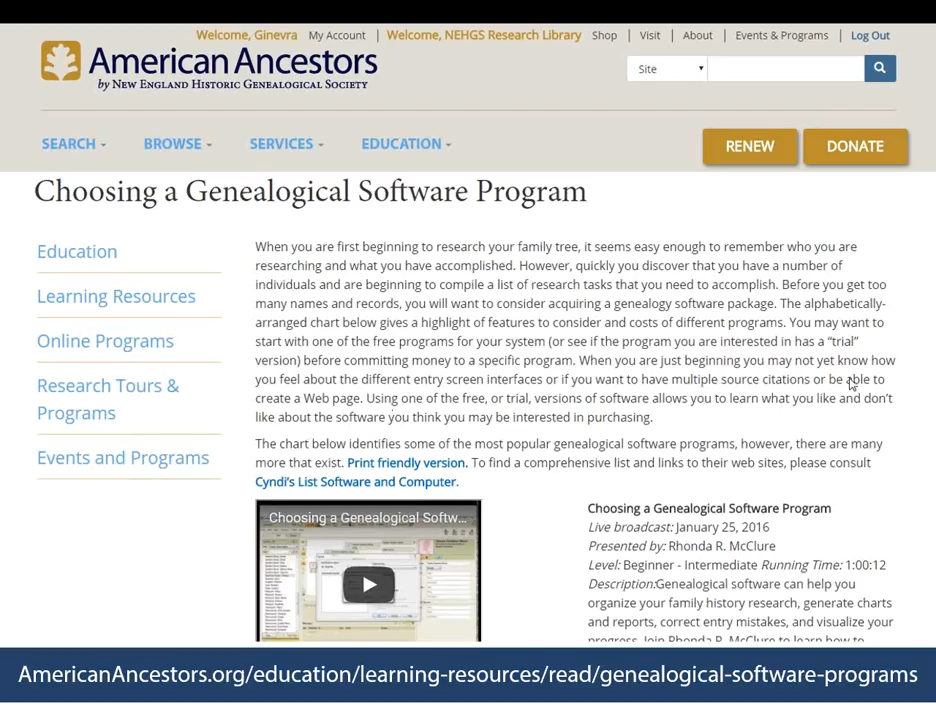 Welcome, Ginevra My Account | Welcome, NEHGS Research Library Shop | Visit | About | Events & Programs | Log Out
American Ancestors
by NEW ENGLAND HISTORIC GENEALOGICAL SOCIETY
Site
SEARCH BROWSE SERVICES EDUCATION RENEW DONATE
Choosing a Genealogical Software Program
Education
Learning Resources
Online Programs
Research Tours &
Programs
Events and Programs
When you are first beginning to research your family tree, it seems easy enough to remember who you are
researching and what you have accomplished. However, quickly you discover that you have a number of
individuals and are beginning to compile a list of research tasks that you need to accomplish. Before you get too
many names and records, you will want to consider acquiring a genealogy software package. The alphabetically-
arranged chart below gives a highlight of features to consider and costs of different programs. You may want to
start with one of the free programs for your system (or see if the program you are interested in has a “trial”
version) before committing money to a specific program. When you are just beginning you may not yet know how
you feel about the different entry screen interfaces or if you want to have multiple source citations or be able to
create a Web page. Using one of the free, or trial, versions of software allows you to learn what you like and don’t
like about the software you think you may be interested in purchasing.
The chart below identifies some of the most popular genealogical software programs, however, there are many
more that exist. Print friendly version. To find a comprehensive list and links to their web sites, please consult
Cyndi’s List Software and Computer.
Choosing a Genealogical Softw...
Choosing a Genealogical Software Program
Live broadcast: January 25, 2016
Presented by: Rhonda R. McClure
Level: Beginner - Intermediate Running Time: 1:00:12
Description:Genealogical software can help you
organize your family history research, generate charts
and reports, correct entry mistakes, and visualize your
progress. Join Rhonda R. McClure to learn how to
AmericanAncestors.org/education/learning-resources/read/genealogical-software-programs